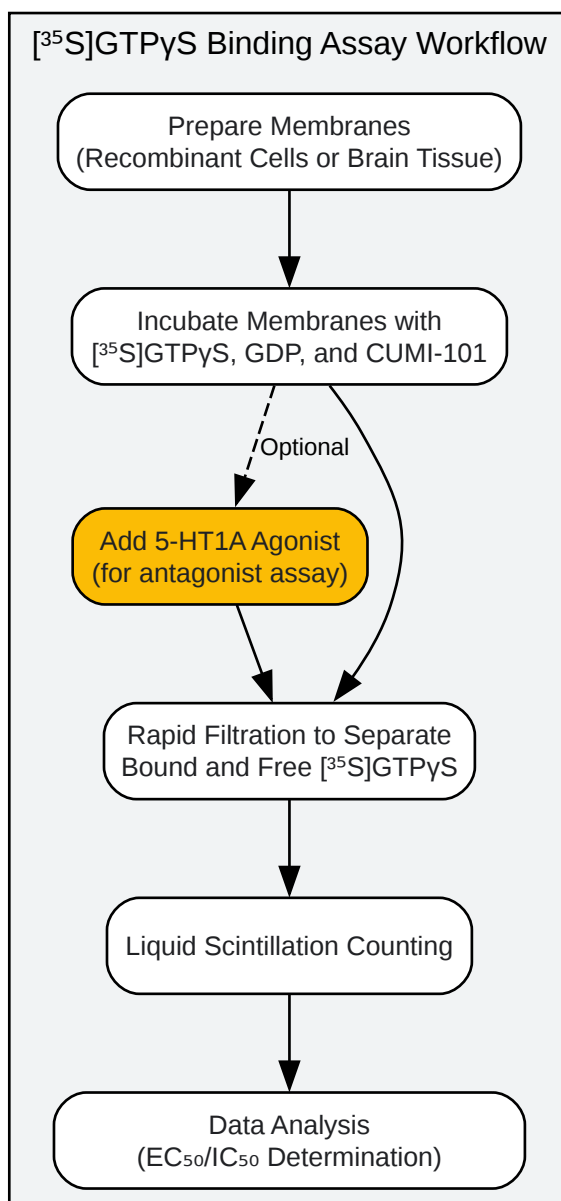 [³⁵S]GTPγS Binding Assay Workflow
Prepare Membranes
(Recombinant Cells or Brain Tissue)
Incubate Membranes with
[³⁵S]GTPγS, GDP, and CUMI-101
Optional
Add 5-HT1A Agonist
(for antagonist assay)
Rapid Filtration to Separate
Bound and Free [³⁵S]GTPγS
Liquid Scintillation Counting
Data Analysis
(EC₅₀/IC₅₀ Determination)